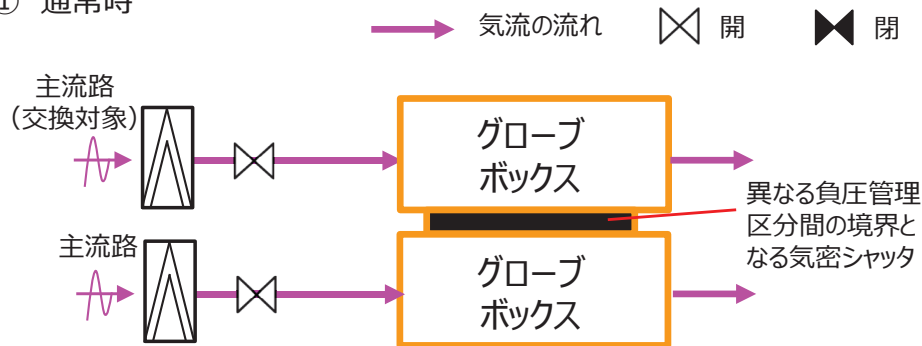 ① 通常時
気流の流れ
開
閉
主流路
（交換対象）
グローブ
ボックス
異なる負圧管理
区分間の境界と
なる気密シャッタ
主流路
グローブ
ボックス